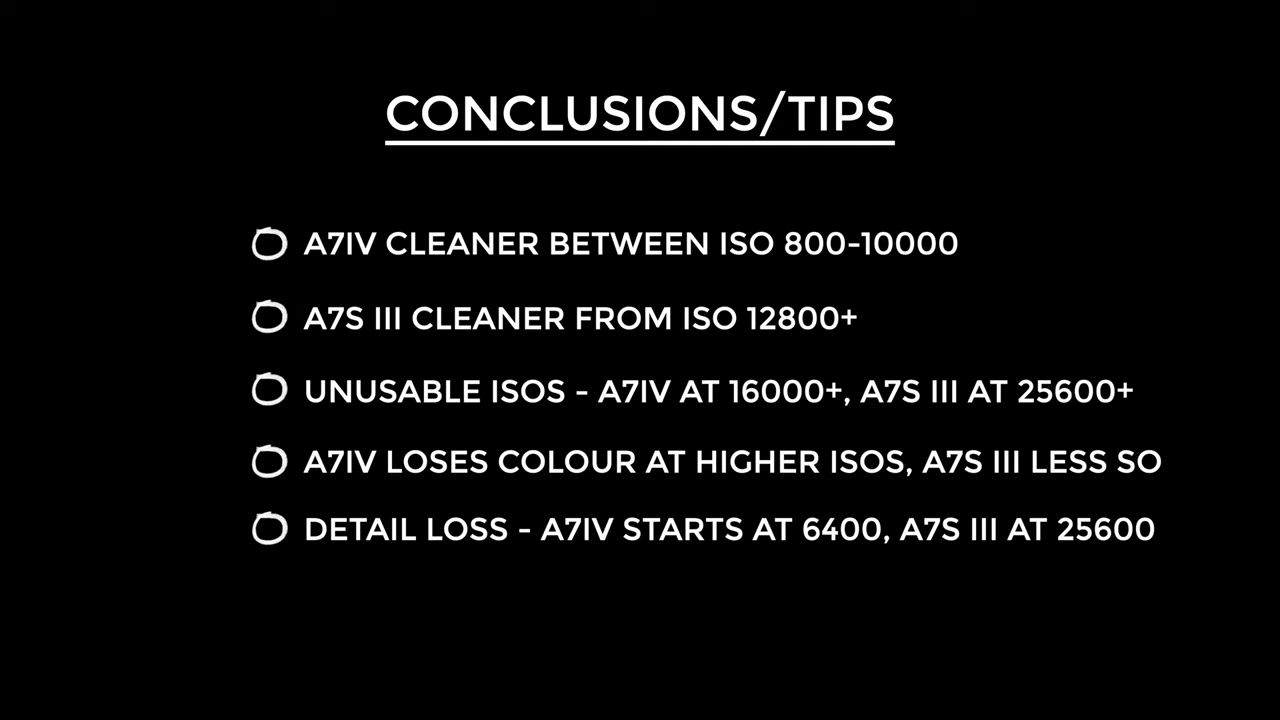 CONCLUSIONS/TIPS
A7IV CLEANER BETWEEN ISO 800-10000
A7S III CLEANER FROM ISO 12800+
UNUSABLE ISOS - A7IV AT 16000+, A7S III AT 25600+
A7IV LOSES COLOUR AT HIGHER ISOS, A7S III LESS SO
DETAIL LOSS - A7IV STARTS AT 6400, A7S III AT 25600